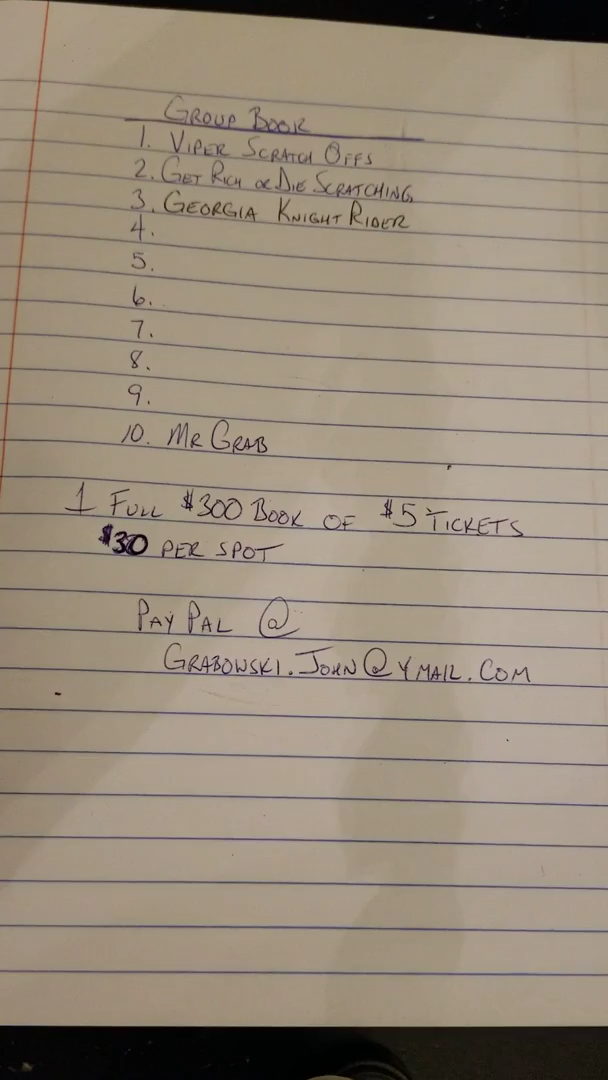 GROUP BOOK
1. VIPER SCRATCH OFFS
2. GET RICH OR DIE SCRATCHING
3. GEORGIA KNIGHT RIDER
4.
5.
6.
7.
8.
9.
10. MR GRAB
1 FULL $300 BOOK OF $5 TICKETS
$30 PER SPOT
PAYPAL @
GRABOWSKI.JOHN@YMAIL.COM